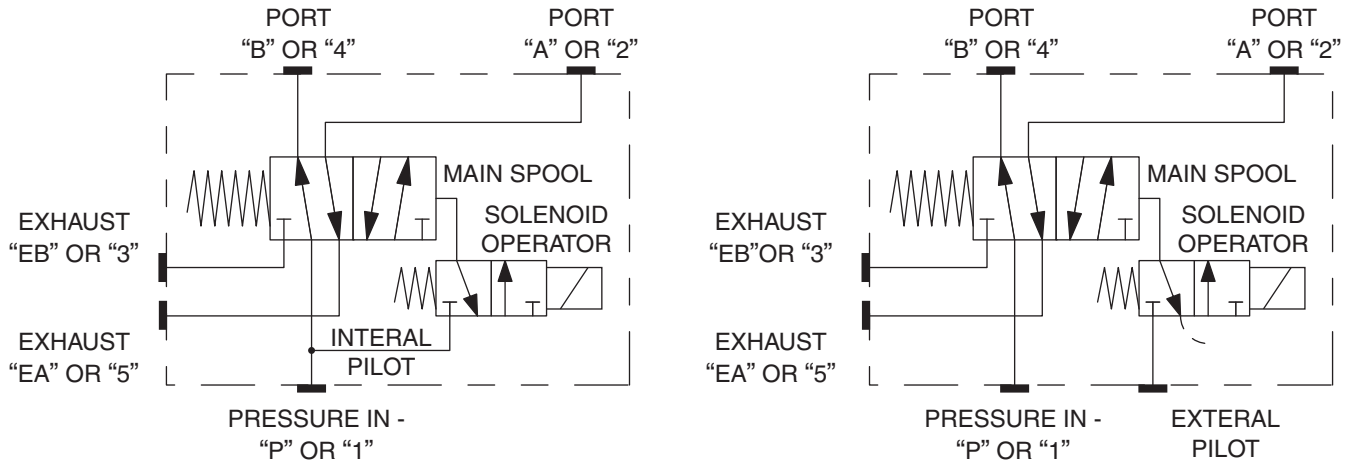 PORT
“B” OR “4”
PORT
“A” OR “2”
MAIN SPOOL
SOLENOID
OPERATOR
EXHAUST
“EB” OR “3”
EXHAUST
“EA” OR “5”
INTERAL
PILOT
PRESSURE IN -
“P” OR “1”
PORT
“B” OR “4”
PORT
“A” OR “2”
MAIN SPOOL
SOLENOID
OPERATOR
EXHAUST
“EB”OR “3”
EXHAUST
“EA” OR “5”
PRESSURE IN -
“P” OR “1”
EXTERAL
PILOT